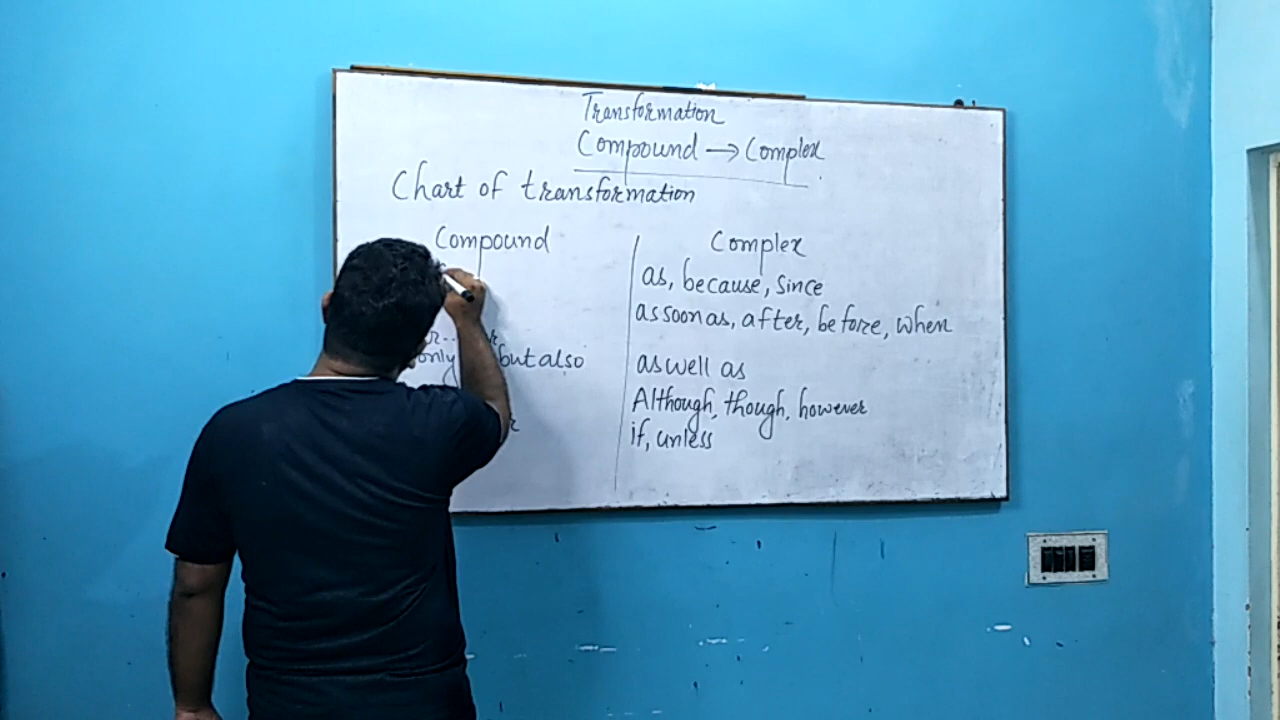 Transformation
Compound → Complex
Chart of transformation
Compound
but also
Complex
as, because, since
as soon as, after, before, when
as well as
Although, though, however
if, unless